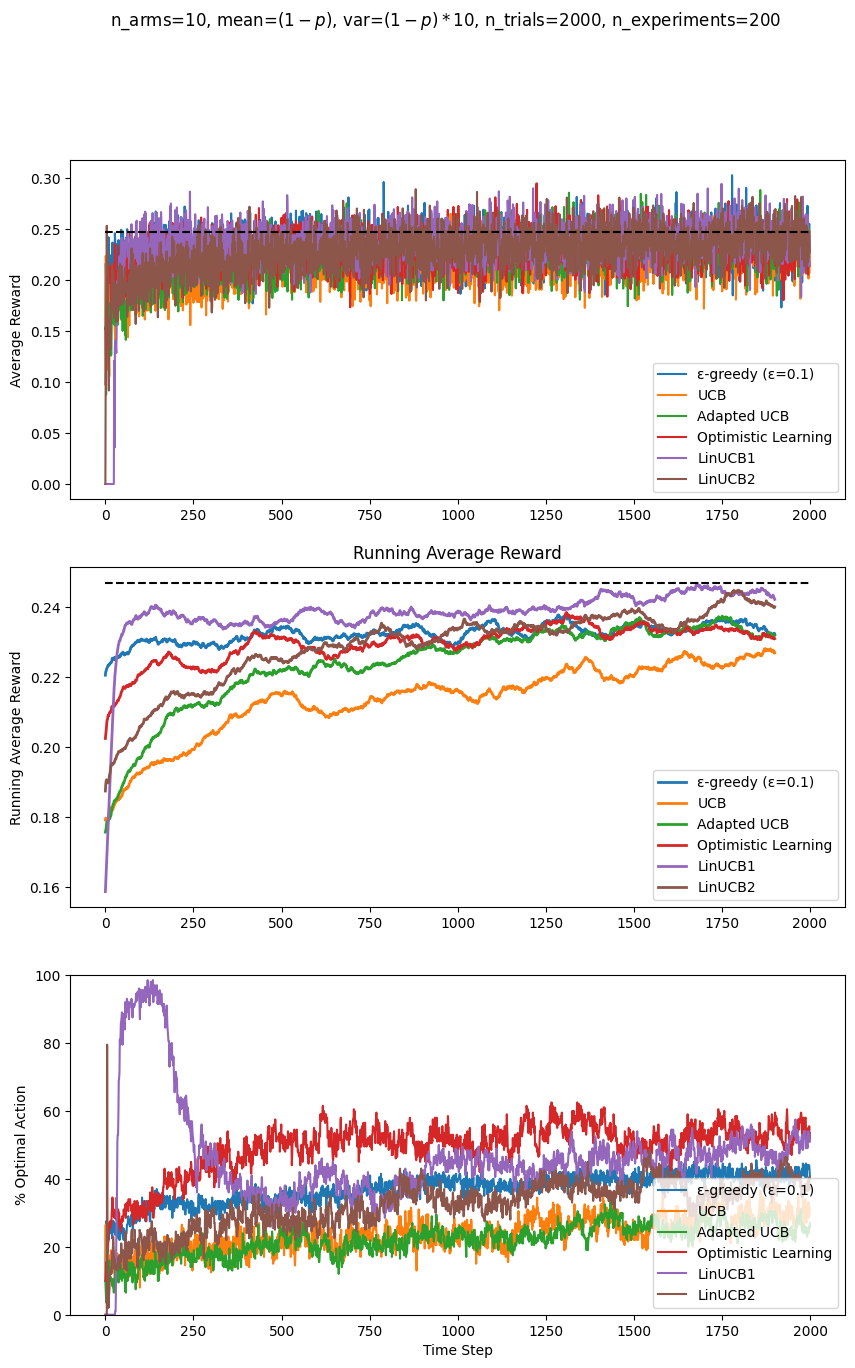 n_arms=10, mean=(1 − p), var=(1 − p) * 10, n_trials=2000, n_experiments=200
0.30
0.25
0.20
0.15
0.10
0.05
0.00
Average Reward
ε-greedy (ε=0.1)
UCB
Adapted UCB
Optimistic Learning
LinUCB1
LinUCB2
0 250 500 750 1000 1250 1500 1750 2000
Running Average Reward
0.24
0.22
0.20
0.18
0.16
Running Average Reward
ε-greedy (ε=0.1)
UCB
Adapted UCB
Optimistic Learning
LinUCB1
LinUCB2
0 250 500 750 1000 1250 1500 1750 2000
100
80
60
40
20
0
% Optimal Action
ε-greedy (ε=0.1)
UCB
Adapted UCB
Optimistic Learning
LinUCB1
LinUCB2
0 250 500 750 1000 1250 1500 1750 2000
Time Step